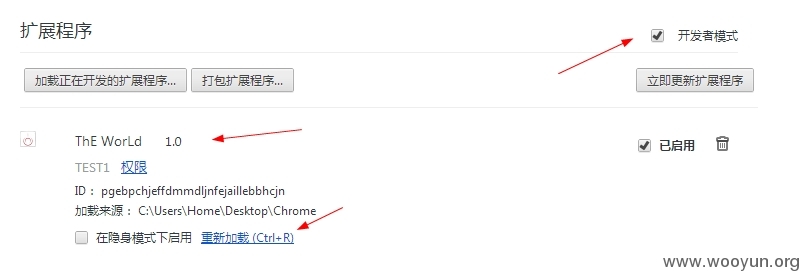 扩展程序
开发者模式
加载正在开发的扩展程序... 打包扩展程序... 立即更新扩展程序
ThE WorLd 1.0 已启用
TEST1 权限
ID： pgebpchjeffdmmdljnfejaillebbhcjn
加载来源： C:\Users\Home\Desktop\Chrome
在隐身模式下启用 重新加载 (Ctrl+R)
www.wooyun.org